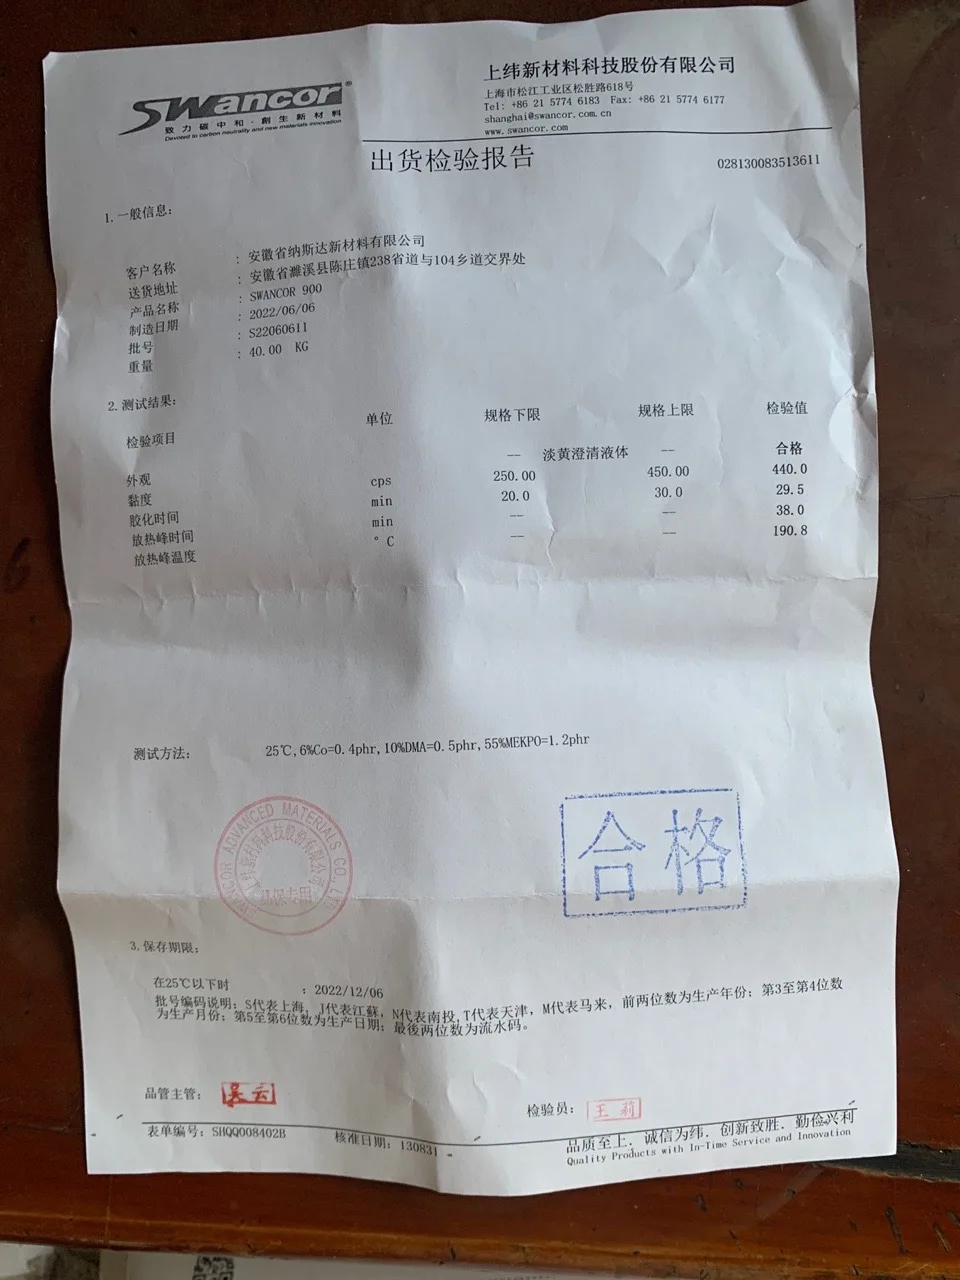 Swancor®
致力碳中和·創生新材料
Devoted to carbon neutrality and new materials innovation
上纬新材料科技股份有限公司
上海市松江工业区松胜路618号
Tel: +86 21 5774 6183 Fax: +86 21 5774 6177
shanghai@swancor.com.cn
www.swancor.com
出货检验报告
028130083513611
1.一般信息:
客户名称 : 安徽省纳斯达新材料有限公司
送货地址 : 安徽省濉溪县陈庄镇238省道与104乡道交界处
产品名称 : SWANCOR 900
制造日期 : 2022/06/06
批号 : S22060611
重量 : 40.00 KG
2.测试结果:
检验项目 单位 规格下限 规格上限 检验值
外观 -- 淡黄澄清液体 -- 合格
黏度 cps 250.00 450.00 440.0
胶化时间 min 20.0 30.0 29.5
放热峰时间 min -- -- 38.0
放热峰温度 °C -- -- 190.8
测试方法: 25℃,6%Co=0.4phr,10%DMA=0.5phr,55%MEKPO=1.2phr
SWANCOR ADVANCED MATERIALS CO., LTD.
上纬新材料科技股份有限公司
合格
3.保存期限:
在25℃以下时 : 2022/12/06
批号编码说明: S代表上海, J代表江蘇, N代表南投,T代表天津, M代表马来, 前两位数为生产年份; 第3至第4位数
为生产月份; 第5至第6位数为生产日期; 最後两位数为流水码。
品管主管: 吴云
检验员: 王莉
表单编号: SHQQ008402B 核准日期: 130831
品质至上．诚信为纬．创新致胜．勤俭兴利
Quality Products with In-Time Service and Innovation